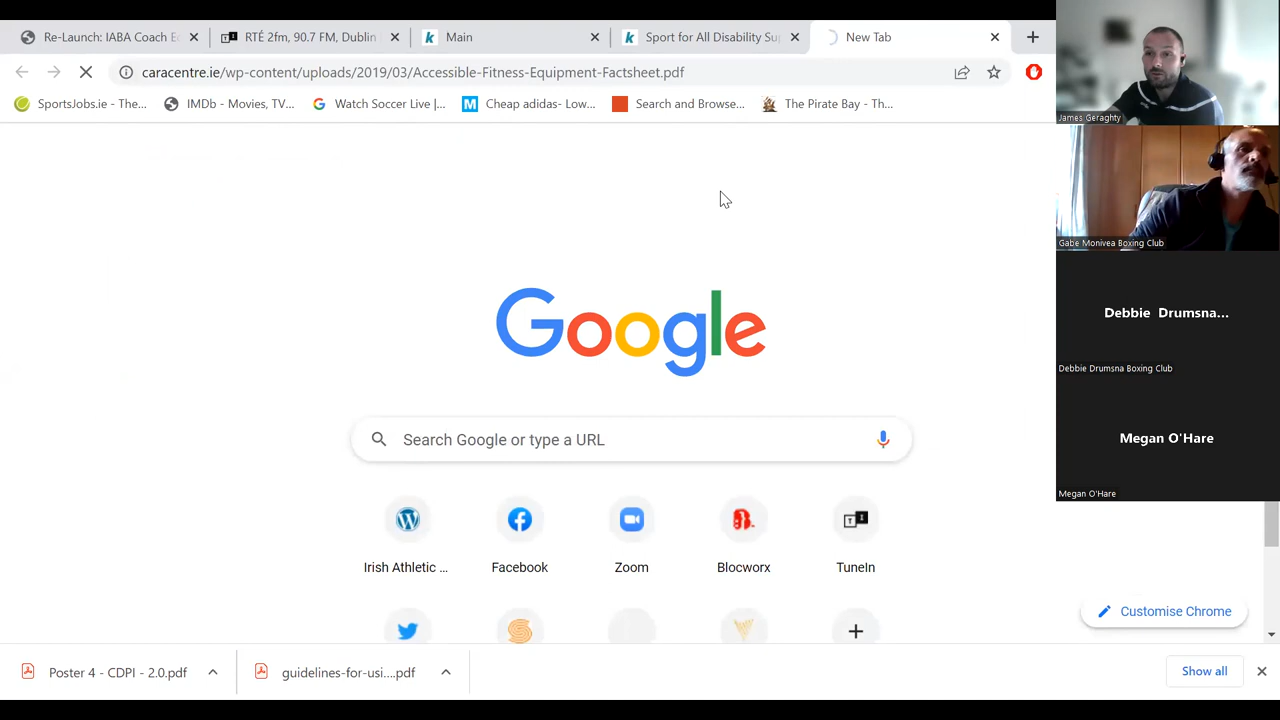 Re-Launch: IABA Coach E
RTÉ 2fm, 90.7 FM, Dublin
Main
Sport for All Disability Su
New Tab
caracentre.ie/wp-content/uploads/2019/03/Accessible-Fitness-Equipment-Factsheet.pdf
SportsJobs.ie - The...
IMDb - Movies, TV...
Watch Soccer Live |...
M
Cheap adidas- Low...
Search and Browse...
The Pirate Bay - Th...
James Geraghty
Gabe Monivea Boxing Club
Debbie Drumsna...
Debbie Drumsna Boxing Club
Megan O'Hare
Megan O'Hare
Google
Search Google or type a URL
Irish Athletic ...
Facebook
Zoom
Blocworx
TuneIn
Customise Chrome
Poster 4 - CDPI - 2.0.pdf
guidelines-for-usi....pdf
Show all